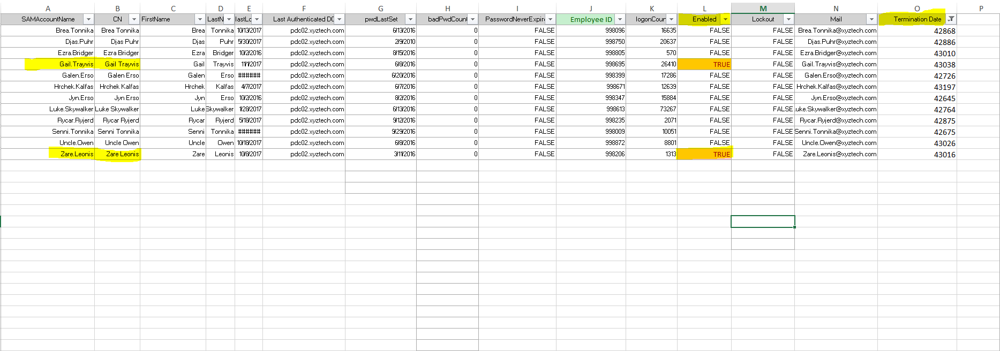 A B C D E F G H I J K L M N O P
SAMAccountName CN FirstName LastN lastLo Last Authenticated DC pwdLastSet badPwdCount PasswordNeverExpire Employee ID logonCour Enabled Lockout Mail Termination Date
Brea.Tonnika Brea Tonnika Brea Tonnika 10/13/2017 pdc02.xyztech.com 6/13/2016 0 FALSE 998096 16635 FALSE FALSE Brea.Tonnika@xyztech.com 42868
Djas.Puhr Djas Puhr Djas Puhr 5/30/2017 pdc02.xyztech.com 2/9/2010 0 FALSE 998750 20637 FALSE FALSE Djas.Puhr@xyztech.com 42886
Ezra.Bridger Ezra Bridger Ezra Bridger 10/2/2016 pdc02.xyztech.com 8/15/2016 0 FALSE 998805 570 FALSE FALSE Ezra.Bridger@xyztech.com 43010
Gail.Trayvis Gail Trayvis Gail Trayvis 11/1/2017 pdc02.xyztech.com 6/8/2016 0 FALSE 998695 26410 TRUE FALSE Gail.Trayvis@xyztech.com 43038
Galen.Erso Galen Erso Galen Erso ####### pdc02.xyztech.com 6/20/2016 0 FALSE 998399 17286 FALSE FALSE Galen.Erso@xyztech.com 42726
Hrchek.Kalfas Hrchek Kalfas Hrchek Kalfas 4/7/2017 pdc02.xyztech.com 6/7/2016 0 FALSE 998671 12639 FALSE FALSE Hrchek.Kalfas@xyztech.com 43197
Jyn.Erso Jyn Erso Jyn Erso 10/2/2016 pdc02.xyztech.com 8/2/2016 0 FALSE 998347 15884 FALSE FALSE Jyn.Erso@xyztech.com 42645
Luke.Skywalker Luke Skywalker Luke Skywalker 1/28/2017 pdc02.xyztech.com 6/13/2016 0 FALSE 998613 73267 FALSE FALSE uke.Skywalker@xyztech.com 42764
Rycar.Ryjerd Rycar Ryjerd Rycar Ryjerd 5/19/2017 pdc02.xyztech.com 9/12/2016 0 FALSE 998235 2071 FALSE FALSE Rycar.Ryjerd@xyztech.com 42875
Senni.Tonnika Senni Tonnika Senni Tonnika ####### pdc02.xyztech.com 9/29/2016 0 FALSE 998009 10051 FALSE FALSE Senni.Tonnika@xyztech.com 42675
Uncle.Owen Uncle Owen Uncle Owen 10/19/2017 pdc02.xyztech.com 6/8/2016 0 FALSE 998872 8801 FALSE FALSE Uncle.Owen@xyztech.com 43026
Zare.Leonis Zare Leonis Zare Leonis 10/8/2017 pdc02.xyztech.com 3/11/2016 0 FALSE 998206 1313 TRUE FALSE Zare.Leonis@xyztech.com 43016